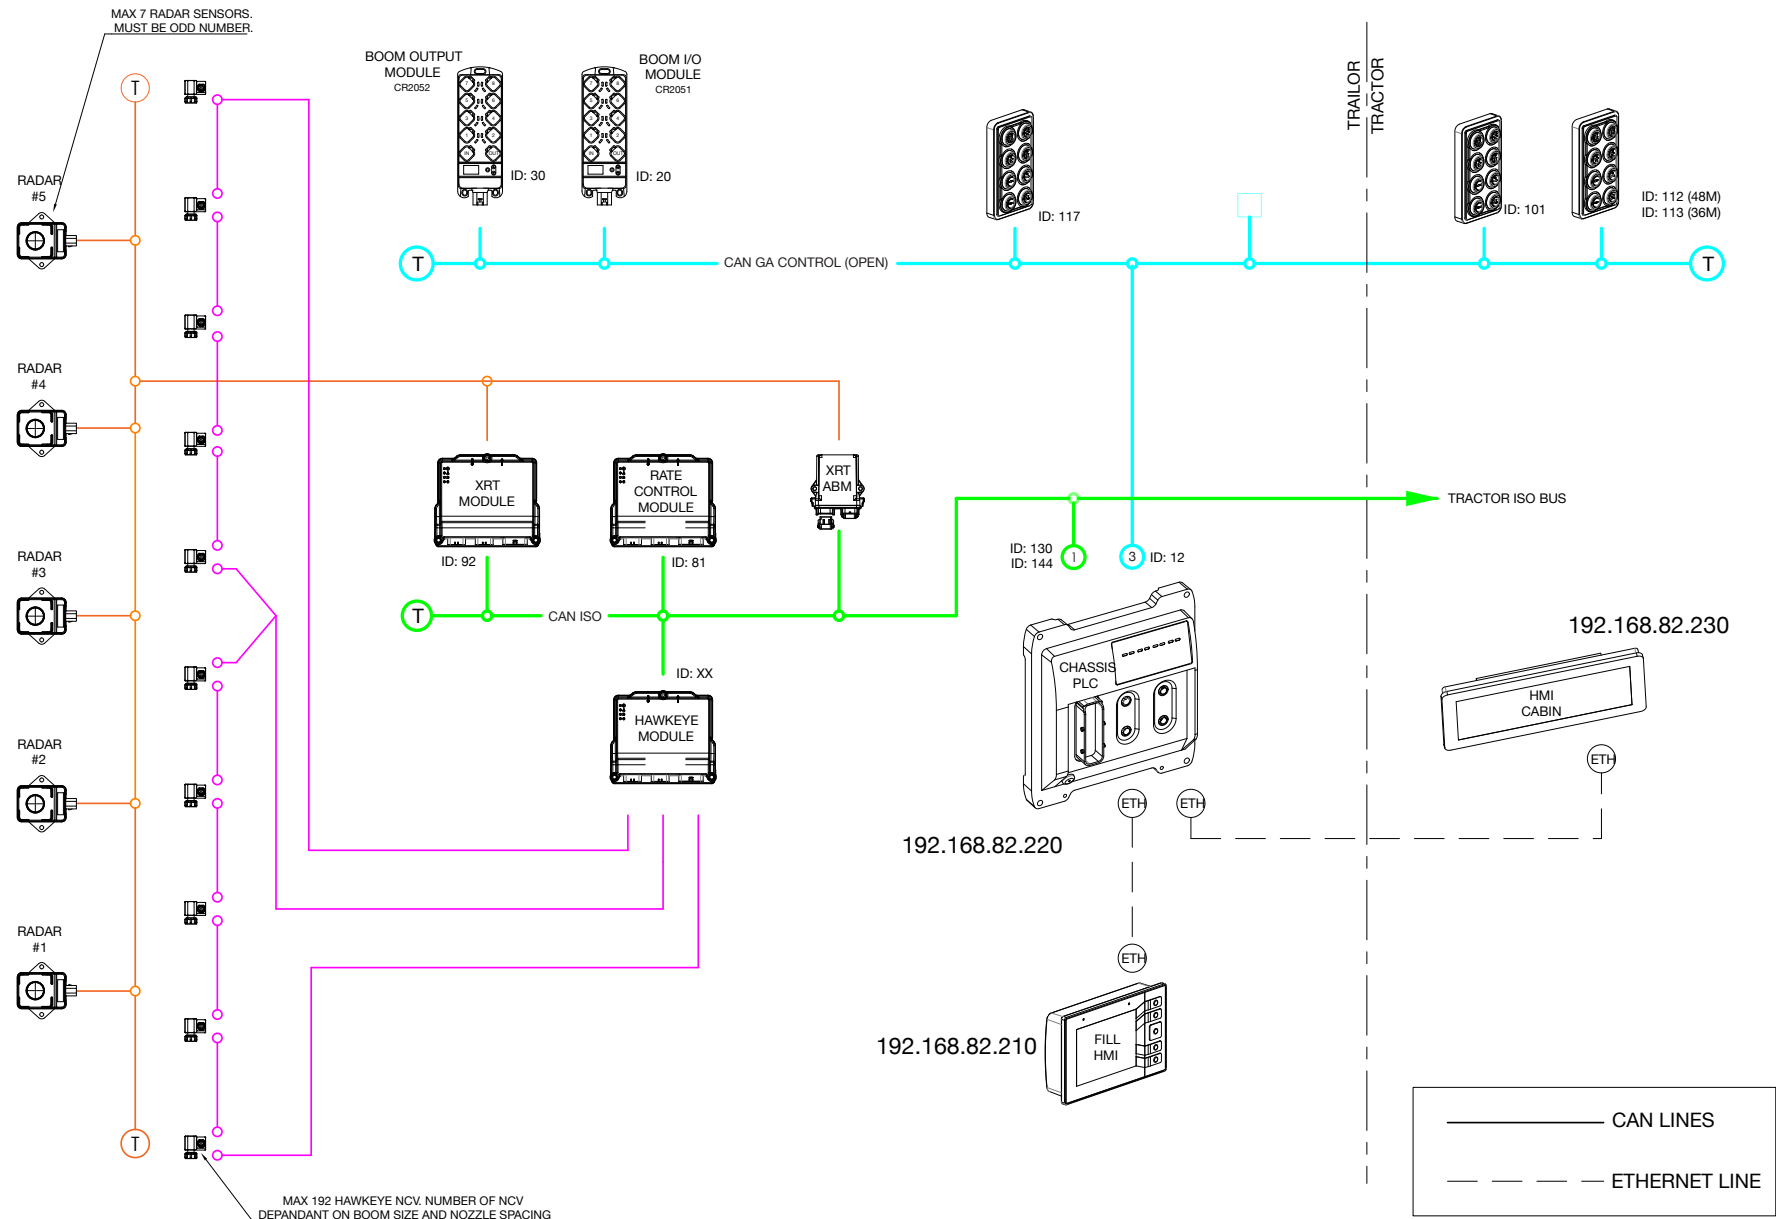 MAX 7 RADAR SENSORS.
MUST BE ODD NUMBER.
T
RADAR
#5
RADAR
#4
RADAR
#3
RADAR
#2
RADAR
#1
T
MAX 192 HAWKEYE NCV. NUMBER OF NCV
DEPANDANT ON BOOM SIZE AND NOZZLE SPACING
BOOM OUTPUT
MODULE
CR2052
ID: 30
BOOM I/O
MODULE
CR2051
ID: 20
ID: 117
TRAILOR
TRACTOR
ID: 101
ID: 112 (48M)
ID: 113 (36M)
T
CAN GA CONTROL (OPEN)
T
XRT
MODULE
ID: 92
RATE
CONTROL
MODULE
ID: 81
XRT
ABM
TRACTOR ISO BUS
ID: 130
ID: 144
1
3
ID: 12
T
CAN ISO
ID: XX
HAWKEYE
MODULE
CHASSIS
PLC
192.168.82.230
HMI
CABIN
ETH
ETH
ETH
192.168.82.220
ETH
192.168.82.210
FILL
HMI
CAN LINES
ETHERNET LINE